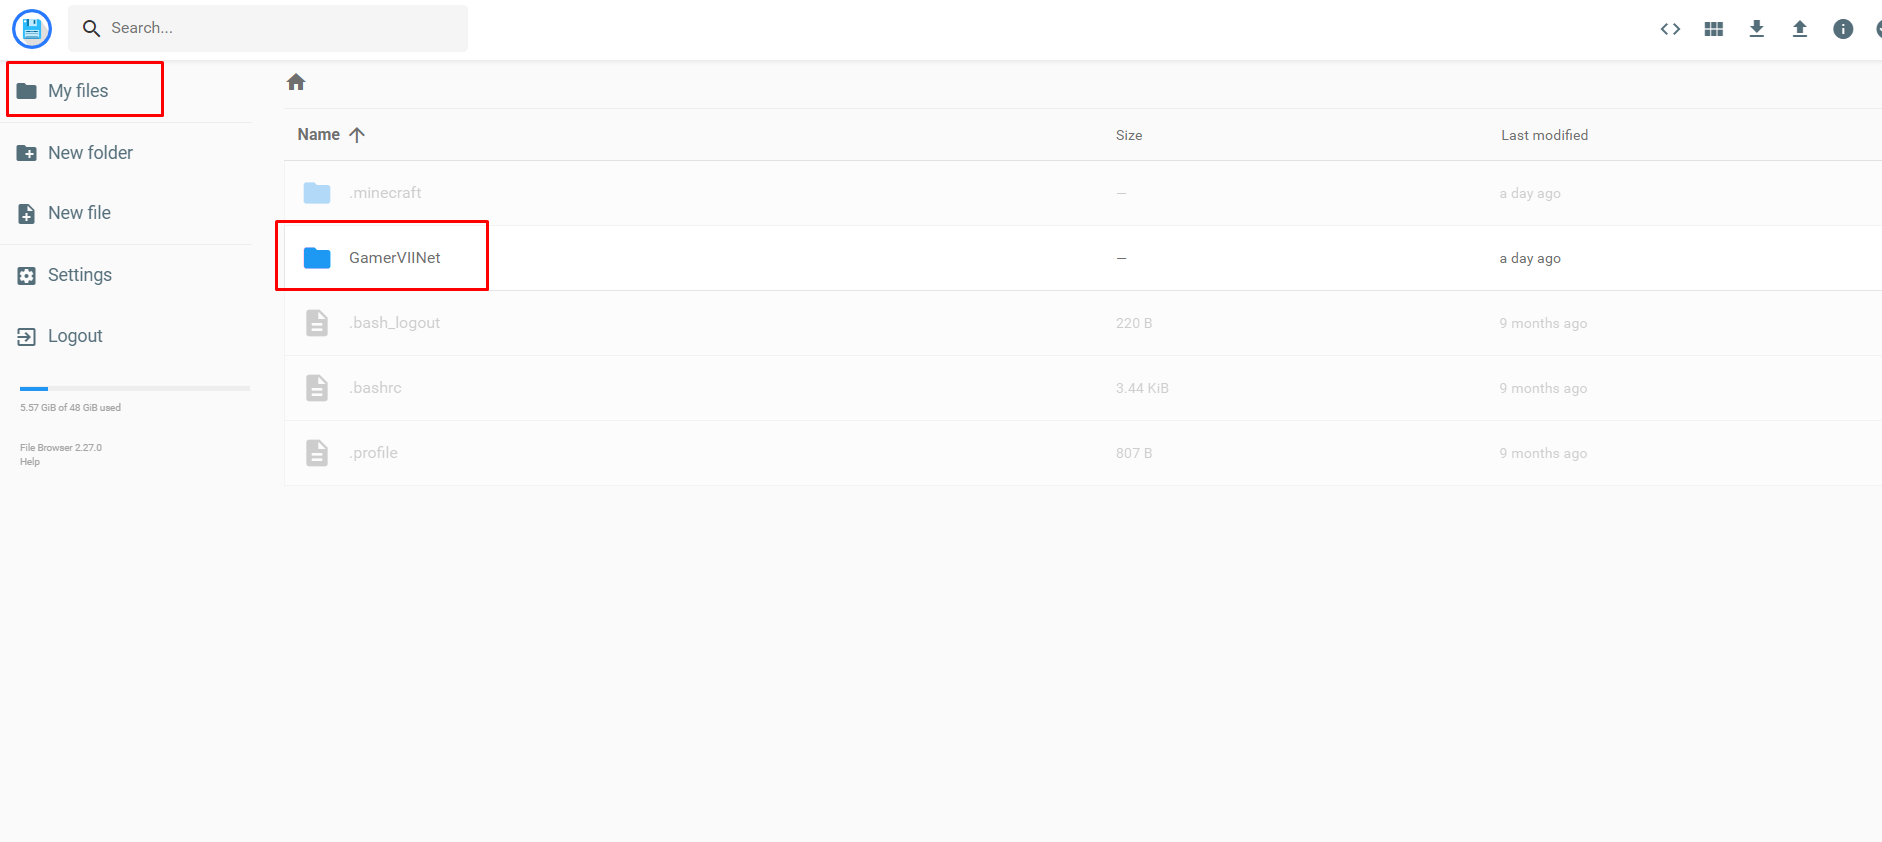 Search...
My files
New folder
New file
Settings
Logout
5.57 GiB of 48 GiB used
File Browser 2.27.0
Help
Name Size Last modified
.minecraft — a day ago
GamerVIINet — a day ago
.bash_logout 220 B 9 months ago
.bashrc 3.44 KiB 9 months ago
.profile 807 B 9 months ago